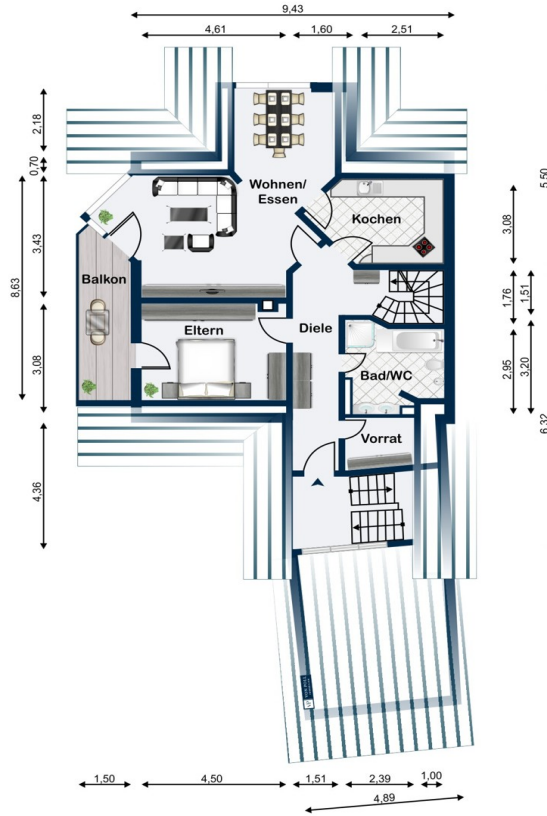 9,43
4,61
1,60
2,51
2,18
0,70
8,63
3,43
3,08
4,36
Wohnen/
Essen
Kochen
Balkon
Eltern
Diele
Bad/WC
Vorrat
5,50
3,08
1,76
1,51
2,95
3,20
6,32
1,50
4,50
1,51
2,39
1,00
4,89